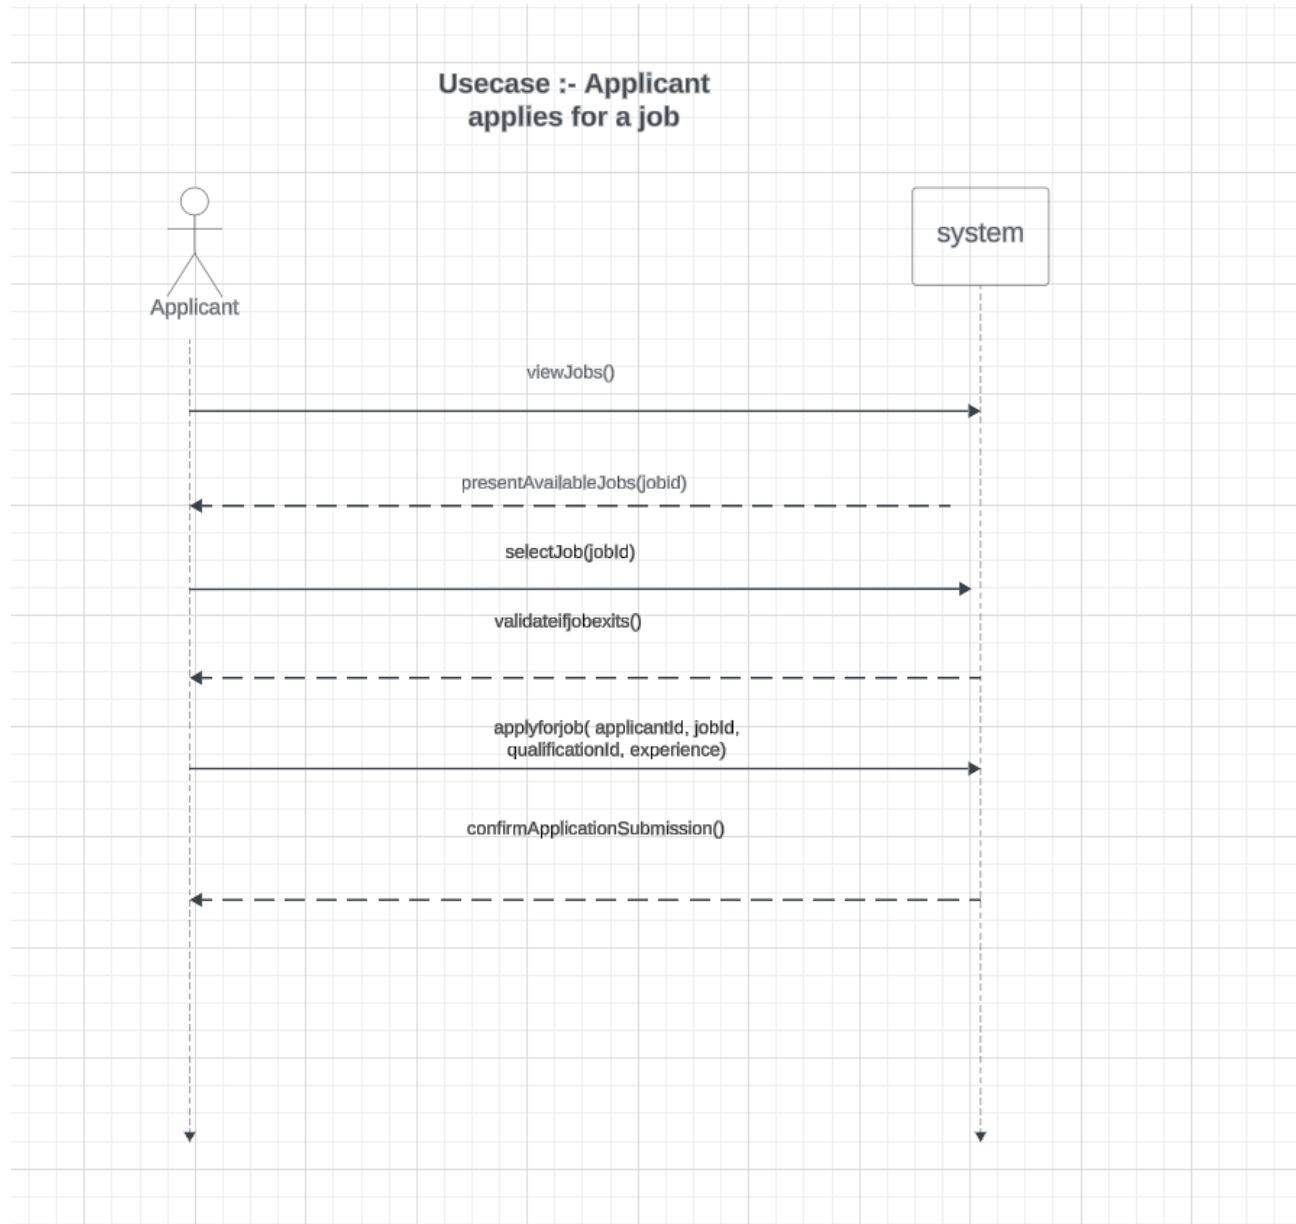 Usecase :- Applicant
applies for a job
system
Applicant
viewJobs()
presentAvailableJobs(jobid)
selectJob(jobId)
validateifjobexits()
applyforjob( applicantId, jobId,
qualificationId, experience)
confirmApplicationSubmission()